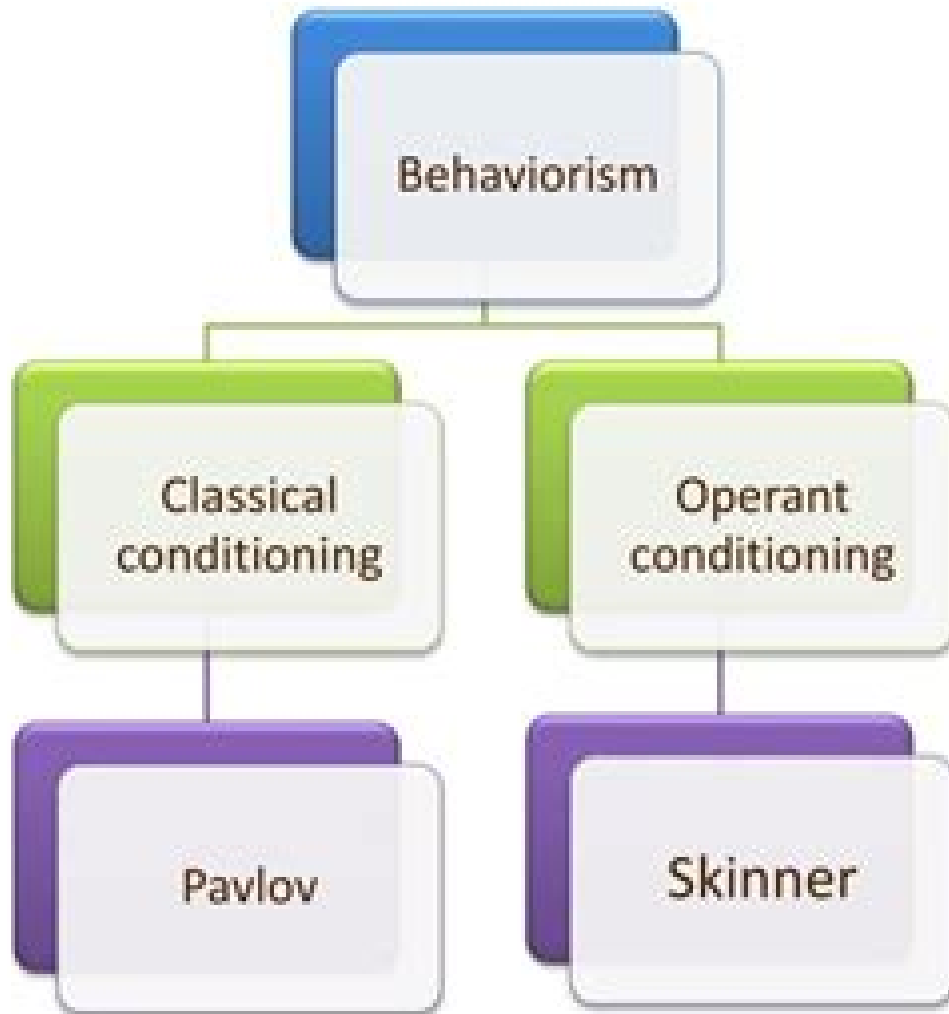 Behaviorism
Classical
conditioning
Operant
conditioning
Pavlov
Skinner